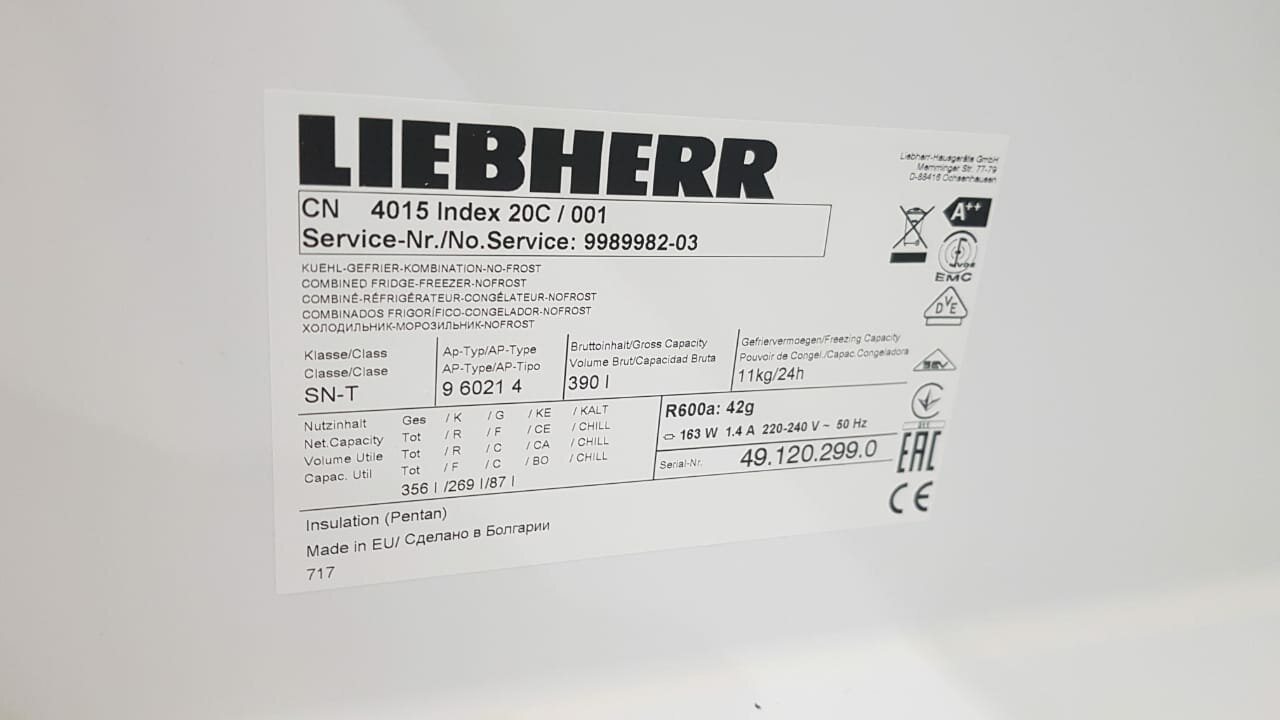 LIEBHERR
Liebherr-Hausgeräte GmbH
Memminger Str. 77-79
D-88416 Ochsenhausen
CN 4015 Index 20C / 001
Service-Nr./No.Service: 9989982-03
A++
VDE
EMC
DVE
KUEHL-GEFRIER-KOMBINATION-NO-FROST
COMBINED FRIDGE-FREEZER-NOFROST
COMBINÉ-RÉFRIGÉRATEUR-CONGÉLATEUR-NOFROST
COMBINADOS FRIGORÍFICO-CONGELADOR-NOFROST
ХОЛОДИЛЬНИК-МОРОЗИЛЬНИК-NOFROST
Klasse/Class
Classe/Clase
SN-T
Ap-Typ/AP-Type
AP-Type/AP-Tipo
9 6021 4
Bruttoinhalt/Gross Capacity
Volume Brut/Capacidad Bruta
390 l
Gefriervermoegen/Freezing Capacity
Pouvoir de Congel./Capac.Congeladora
11kg/24h
SEV
Nutzinhalt Ges / K / G / KE / KALT
Net.Capacity Tot / R / F / CE / CHILL
Volume Utile Tot / R / C / CA / CHILL
Capac. Util Tot / F / C / BO / CHILL
356 l /269 l/87 l
R600a: 42g
163 W 1.4 A 220-240 V ~ 50 Hz
Serial-Nr. 49.120.299.0
EAC
CE
Insulation (Pentan)
Made in EU/ Сделано в Болгарии
717